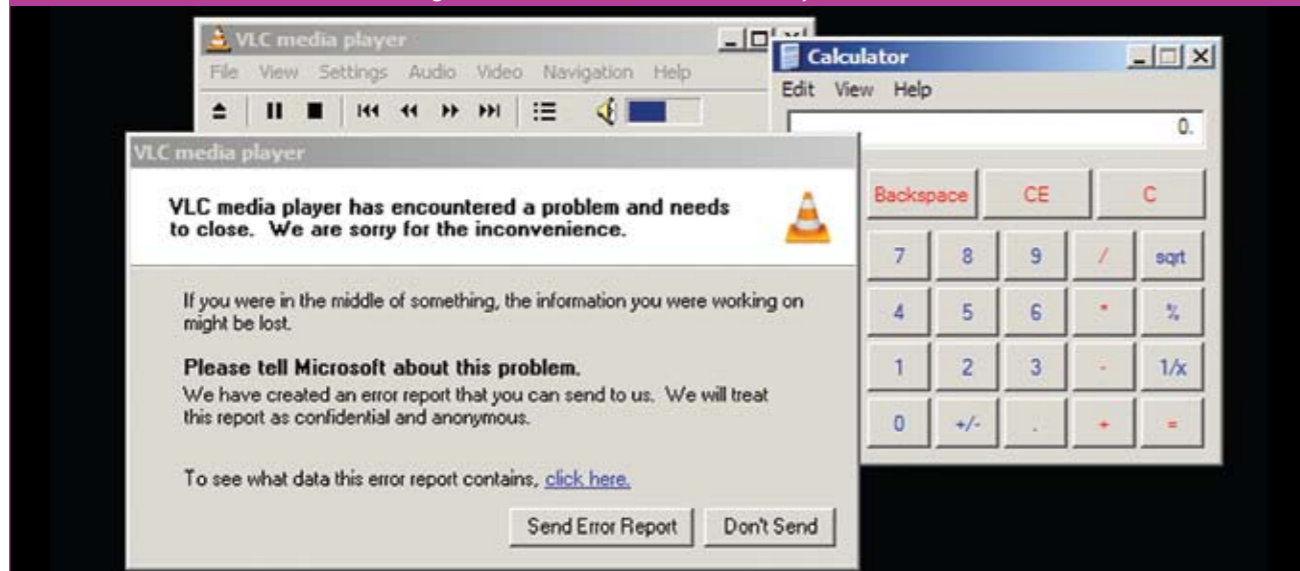 VLC media player
File View Settings Audio Video Navigation Help
Calculator
Edit View Help
0.
Backspace CE C
7 8 9 / sqrt
4 5 6 * %
1 2 3 - 1/x
0 +/- . + =
VLC media player
VLC media player has encountered a problem and needs
to close. We are sorry for the inconvenience.
If you were in the middle of something, the information you were working on
might be lost.
Please tell Microsoft about this problem.
We have created an error report that you can send to us. We will treat
this report as confidential and anonymous.
To see what data this error report contains, click here.
Send Error Report Don't Send